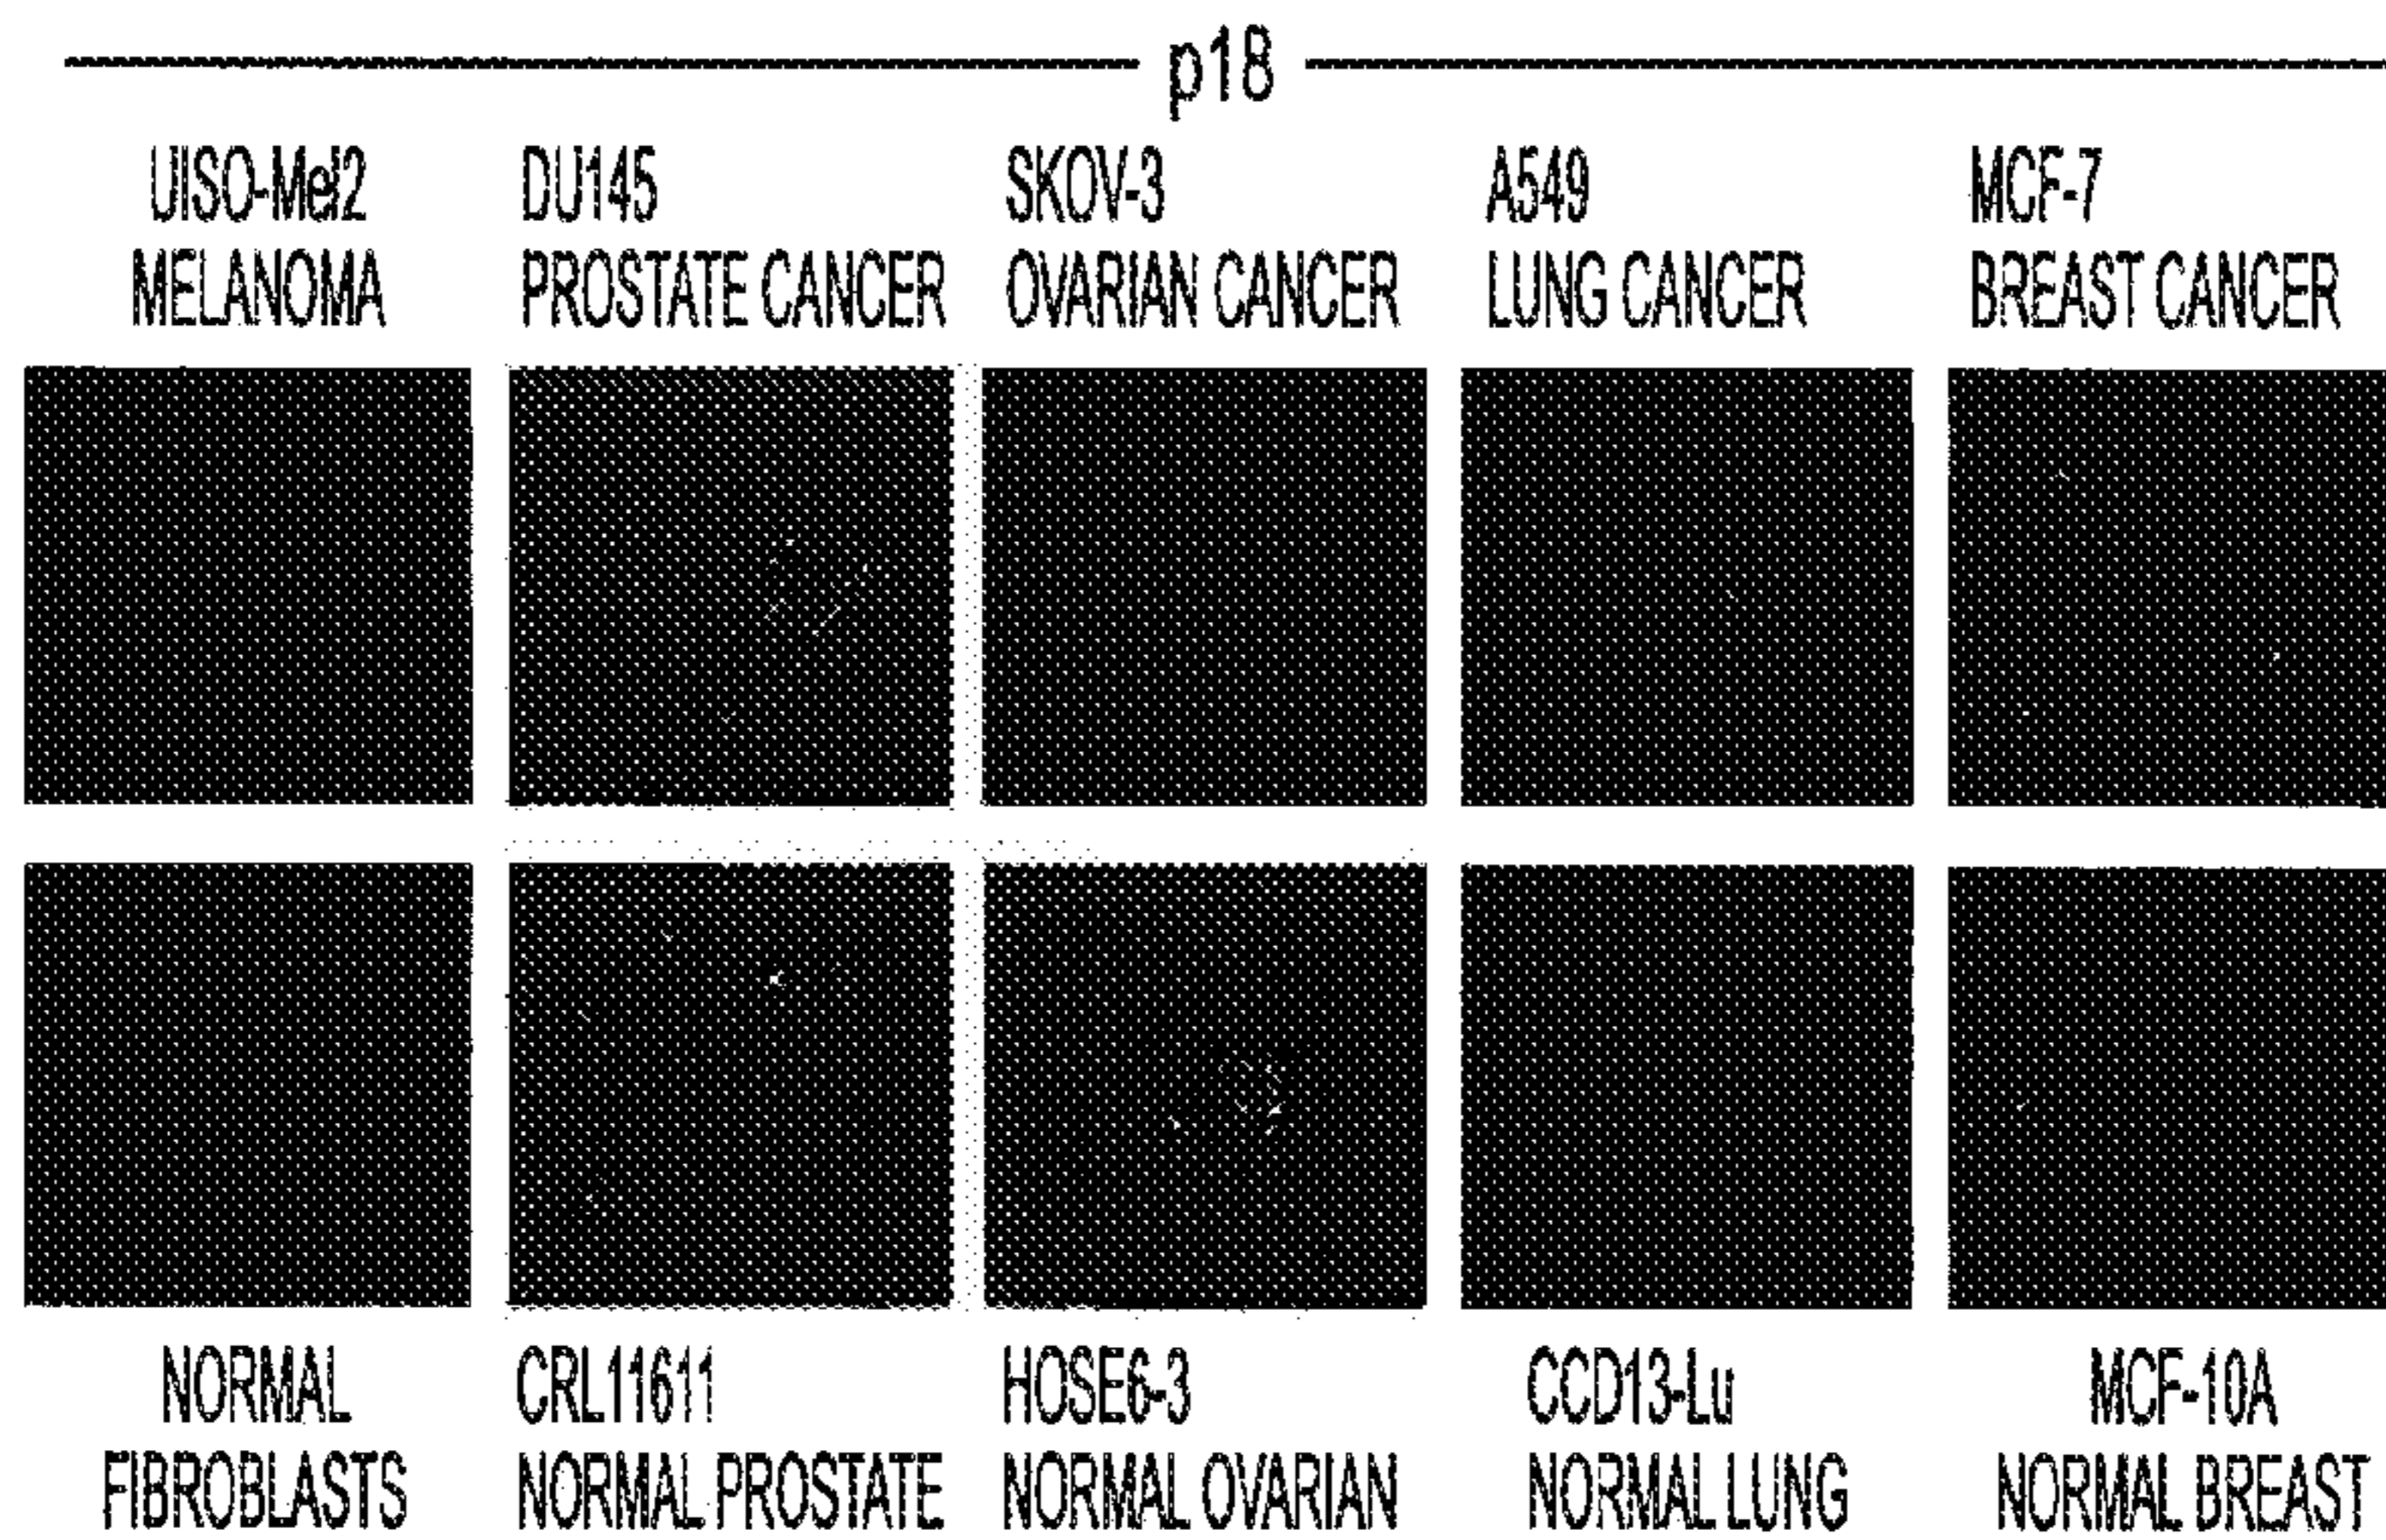 p18
UISO-Mel2
MELANOMA
DU145
PROSTATE CANCER
SKOV-3
OVARIAN CANCER
A549
LUNG CANCER
MCF-7
BREAST CANCER
NORMAL
FIBROBLASTS
CRL11611
NORMAL PROSTATE
HOSE6-3
NORMAL OVARIAN
CCD13-Lu
NORMAL LUNG
MCF-10A
NORMAL BREAST